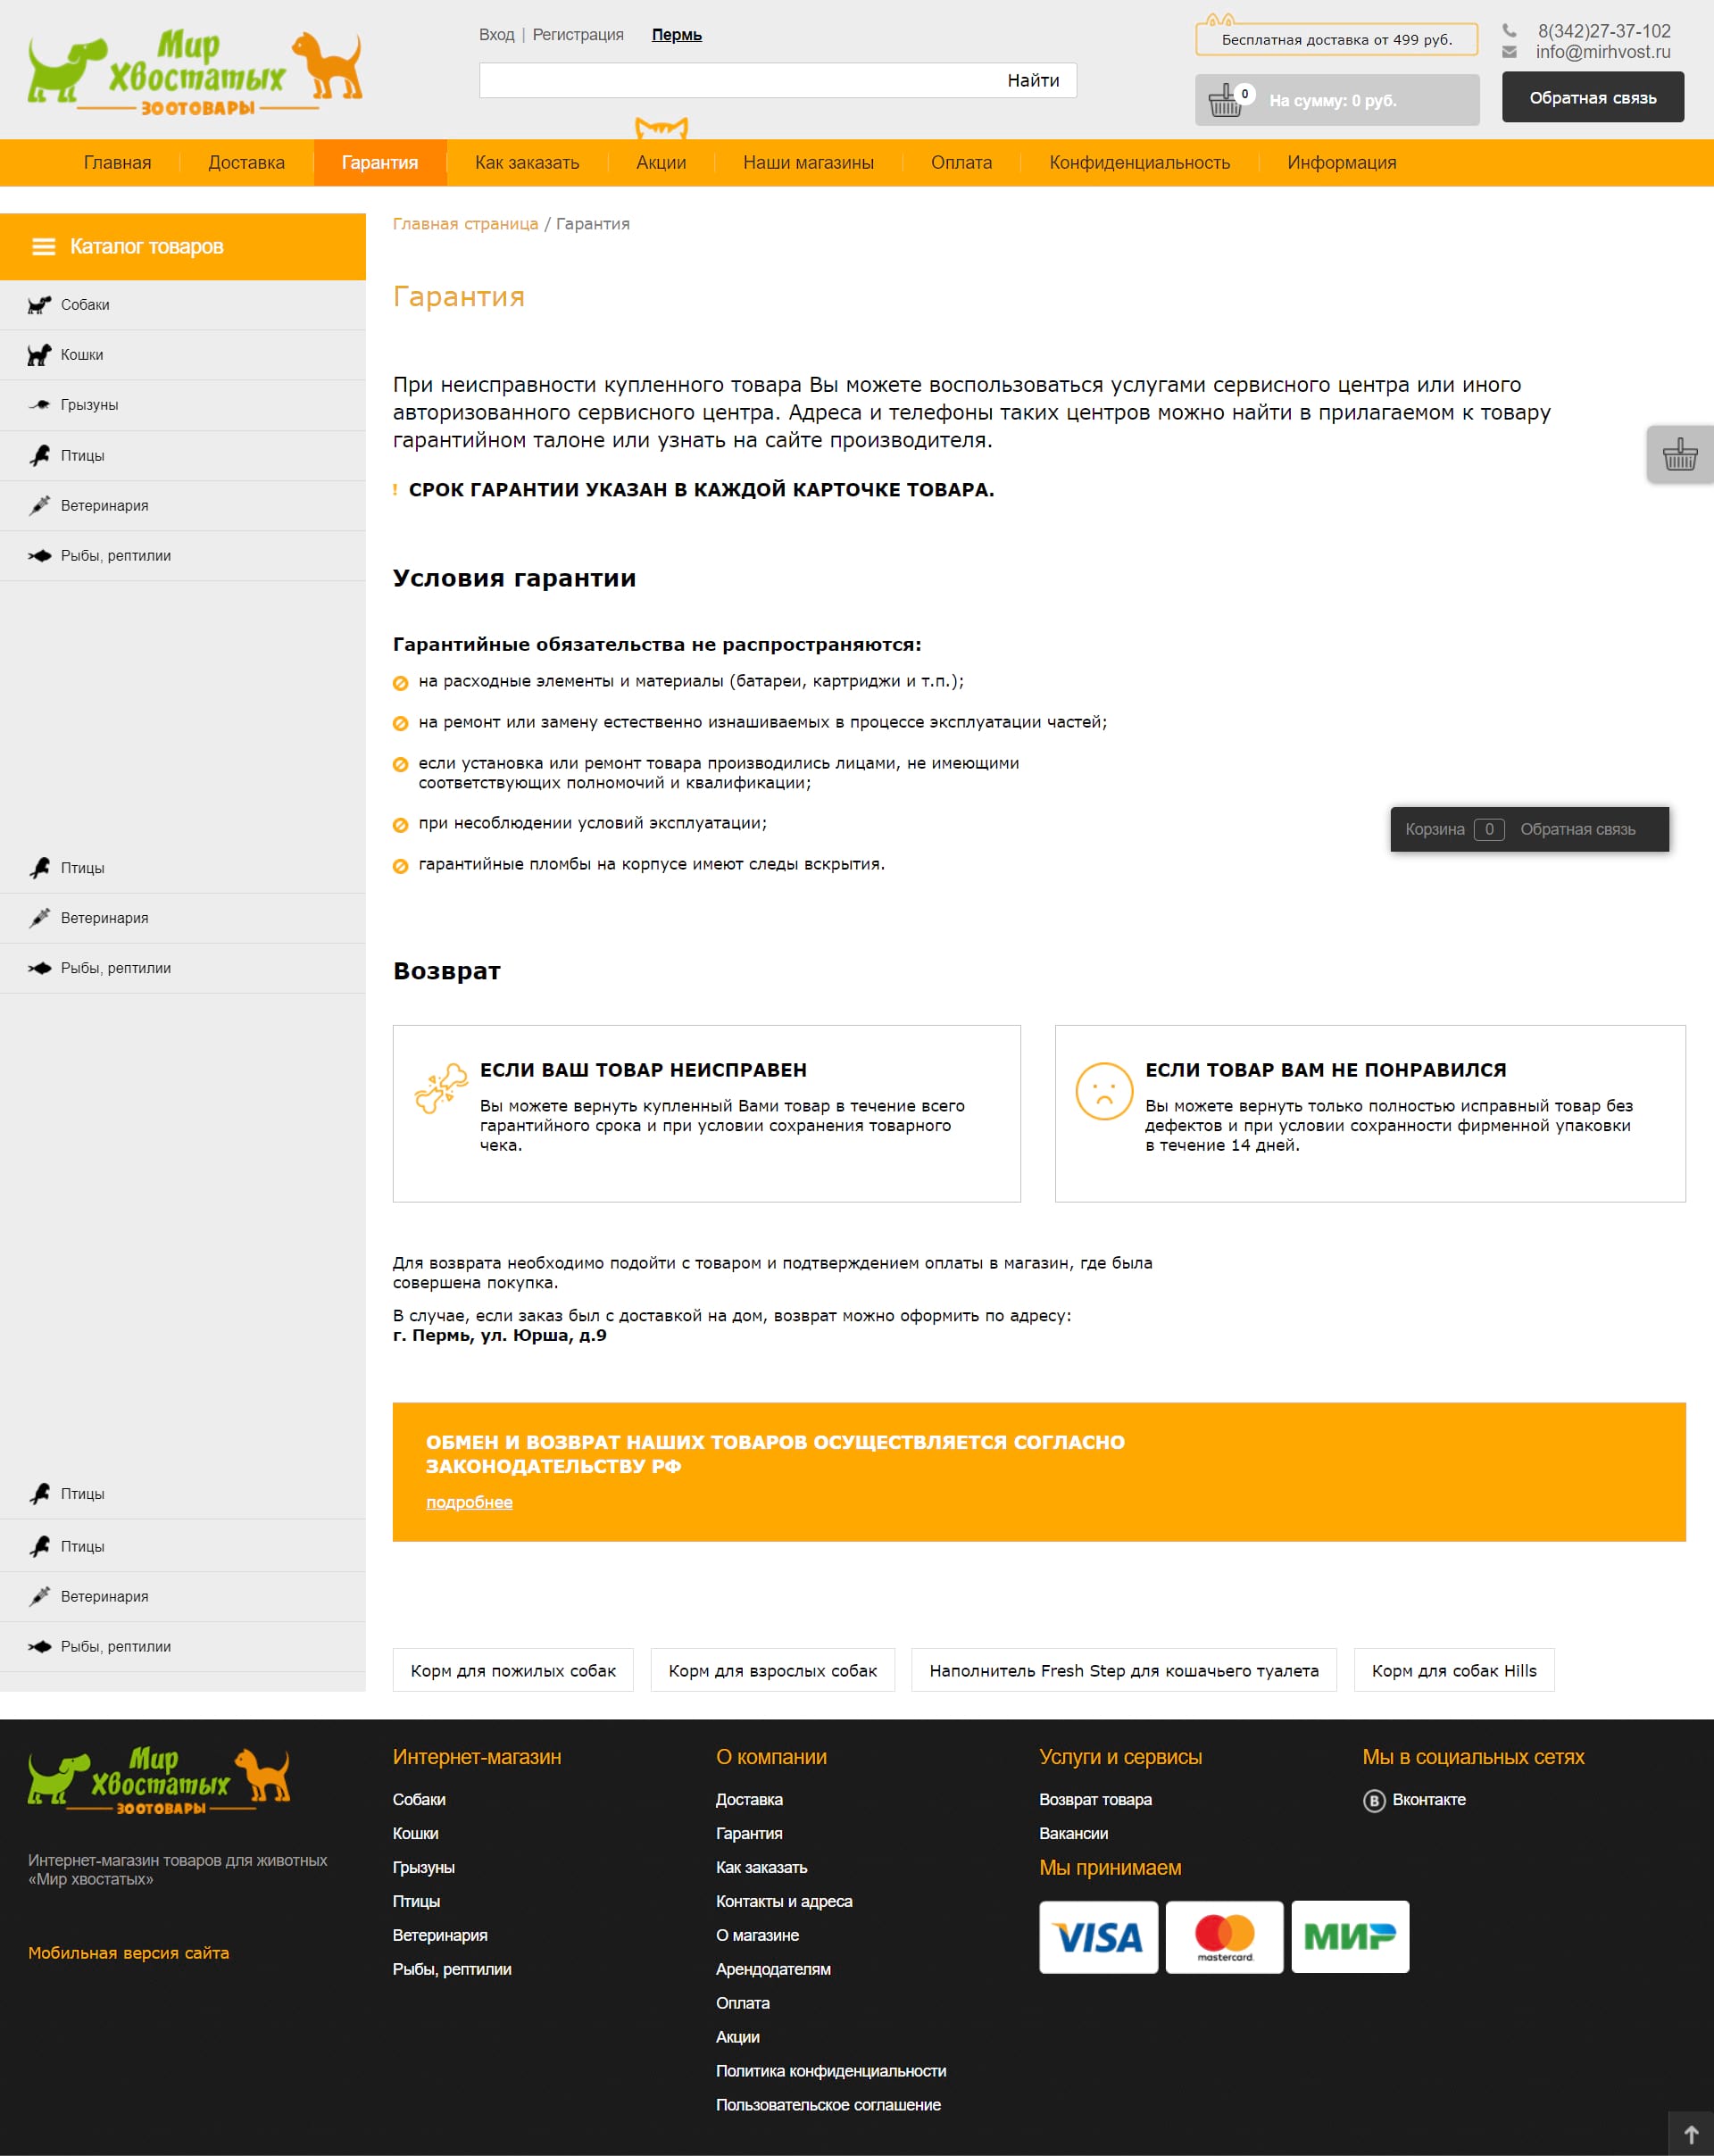 Мир
Хвостатых
ЗООТОВАРЫ
Вход | Регистрация Пермь
Найти
Бесплатная доставка от 499 руб.
0 На сумму: 0 руб.
8(342)27-37-102
info@mirhvost.ru
Обратная связь
Главная Доставка Гарантия Как заказать Акции Наши магазины Оплата Конфиденциальность Информация
Каталог товаров
Собаки
Кошки
Грызуны
Птицы
Ветеринария
Рыбы, рептилии
Птицы
Ветеринария
Рыбы, рептилии
Птицы
Птицы
Ветеринария
Рыбы, рептилии
Главная страница / Гарантия
Гарантия
При неисправности купленного товара Вы можете воспользоваться услугами сервисного центра или иного
авторизованного сервисного центра. Адреса и телефоны таких центров можно найти в прилагаемом к товару
гарантийном талоне или узнать на сайте производителя.
! СРОК ГАРАНТИИ УКАЗАН В КАЖДОЙ КАРТОЧКЕ ТОВАРА.
Условия гарантии
Гарантийные обязательства не распространяются:
на расходные элементы и материалы (батареи, картриджи и т.п.);
на ремонт или замену естественно изнашиваемых в процессе эксплуатации частей;
если установка или ремонт товара производились лицами, не имеющими
соответствующих полномочий и квалификации;
при несоблюдении условий эксплуатации;
гарантийные пломбы на корпусе имеют следы вскрытия.
Корзина 0 Обратная связь
Возврат
ЕСЛИ ВАШ ТОВАР НЕИСПРАВЕН
Вы можете вернуть купленный Вами товар в течение всего
гарантийного срока и при условии сохранения товарного
чека.
ЕСЛИ ТОВАР ВАМ НЕ ПОНРАВИЛСЯ
Вы можете вернуть только полностью исправный товар без
дефектов и при условии сохранности фирменной упаковки
в течение 14 дней.
Для возврата необходимо подойти с товаром и подтверждением оплаты в магазин, где была
совершена покупка.
В случае, если заказ был с доставкой на дом, возврат можно оформить по адресу:
г. Пермь, ул. Юрша, д.9
ОБМЕН И ВОЗВРАТ НАШИХ ТОВАРОВ ОСУЩЕСТВЛЯЕТСЯ СОГЛАСНО
ЗАКОНОДАТЕЛЬСТВУ РФ
подробнее
Корм для пожилых собак Корм для взрослых собак Наполнитель Fresh Step для кошачьего туалета Корм для собак Hills
Мир
Хвостатых
ЗООТОВАРЫ
Интернет-магазин товаров для животных
«Мир хвостатых»
Мобильная версия сайта
Интернет-магазин
Собаки
Кошки
Грызуны
Птицы
Ветеринария
Рыбы, рептилии
О компании
Доставка
Гарантия
Как заказать
Контакты и адреса
О магазине
Арендодателям
Оплата
Акции
Политика конфиденциальности
Пользовательское соглашение
Услуги и сервисы
Возврат товара
Вакансии
Мы принимаем
VISA mastercard. МИР
Мы в социальных сетях
В Вконтакте